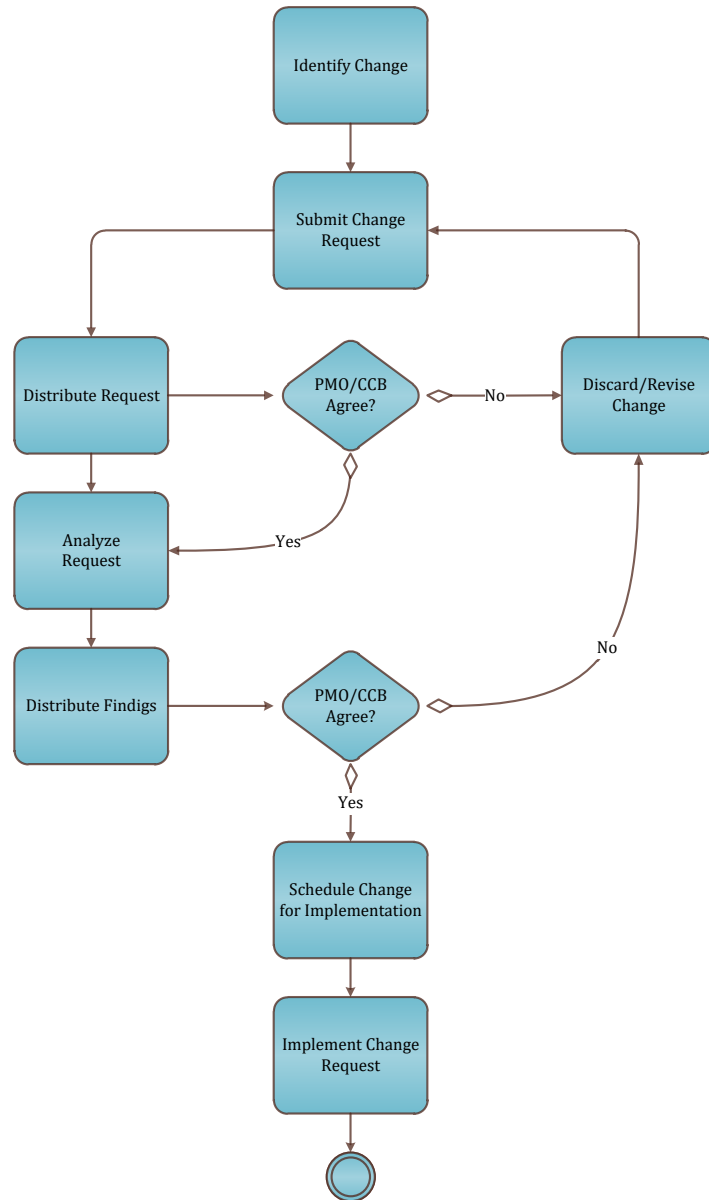 Identify Change
Submit Change
Request
Distribute Request
PMO/CCB
Agree?
No
Discard/Revise
Change
Analyze
Request
Yes
Distribute Findigs
PMO/CCB
Agree?
No
Yes
Schedule Change
for Implementation
Implement Change
Request